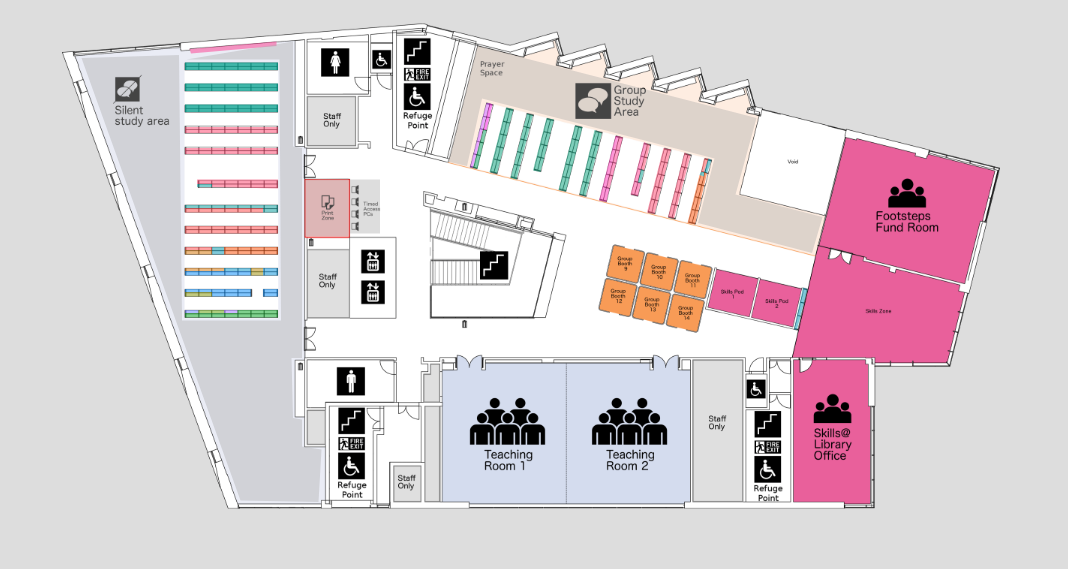 Silent
study area
Staff
Only
FIRE
EXIT
Refuge
Point
Prayer
Space
Group
Study
Area
Void
Footsteps
Fund Room
Print
Zone
Timed
Access
PCs
Staff
Only
Group
Booth
9
Group
Booth
10
Group
Booth
11
Group
Booth
12
Group
Booth
13
Group
Booth
14
Skills Pod
1
Skills Pod
2
Skills Zone
FIRE
EXIT
Refuge
Point
Staff
Only
Teaching
Room 1
Teaching
Room 2
Staff
Only
FIRE
EXIT
Refuge
Point
Skills@
Library
Office